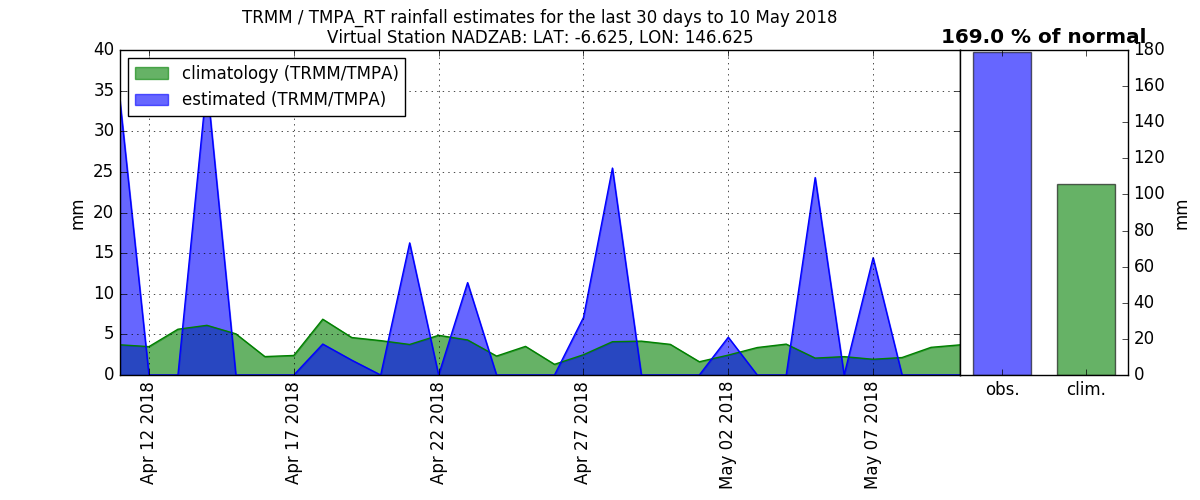 TRMM / TMPA_RT rainfall estimates for the last 30 days to 10 May 2018
Virtual Station NADZAB: LAT: -6.625, LON: 146.625
169.0 % of normal
climatology (TRMM/TMPA)
estimated (TRMM/TMPA)
mm
40
35
30
25
20
15
10
5
0
Apr 12 2018
Apr 17 2018
Apr 22 2018
Apr 27 2018
May 02 2018
May 07 2018
obs.
clim.
180
160
140
120
100
80
60
40
20
0
mm